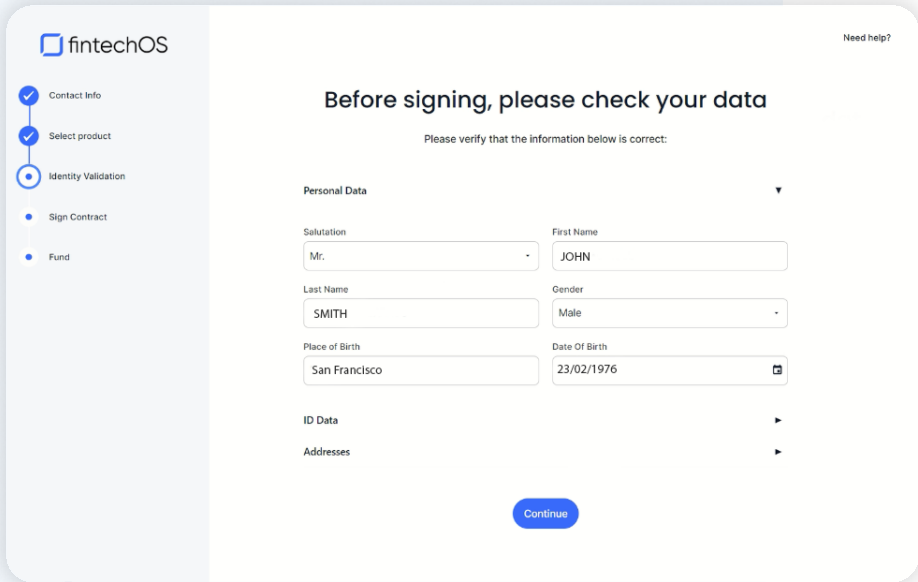 fintechOS
Need help?
Contact Info
Select product
Identity Validation
Sign Contract
Fund
Before signing, please check your data
Please verify that the information below is correct:
Personal Data
Salutation First Name
Mr. JOHN
Last Name Gender
SMITH Male
Place of Birth Date Of Birth
San Francisco 23/02/1976
ID Data
Addresses
Continue